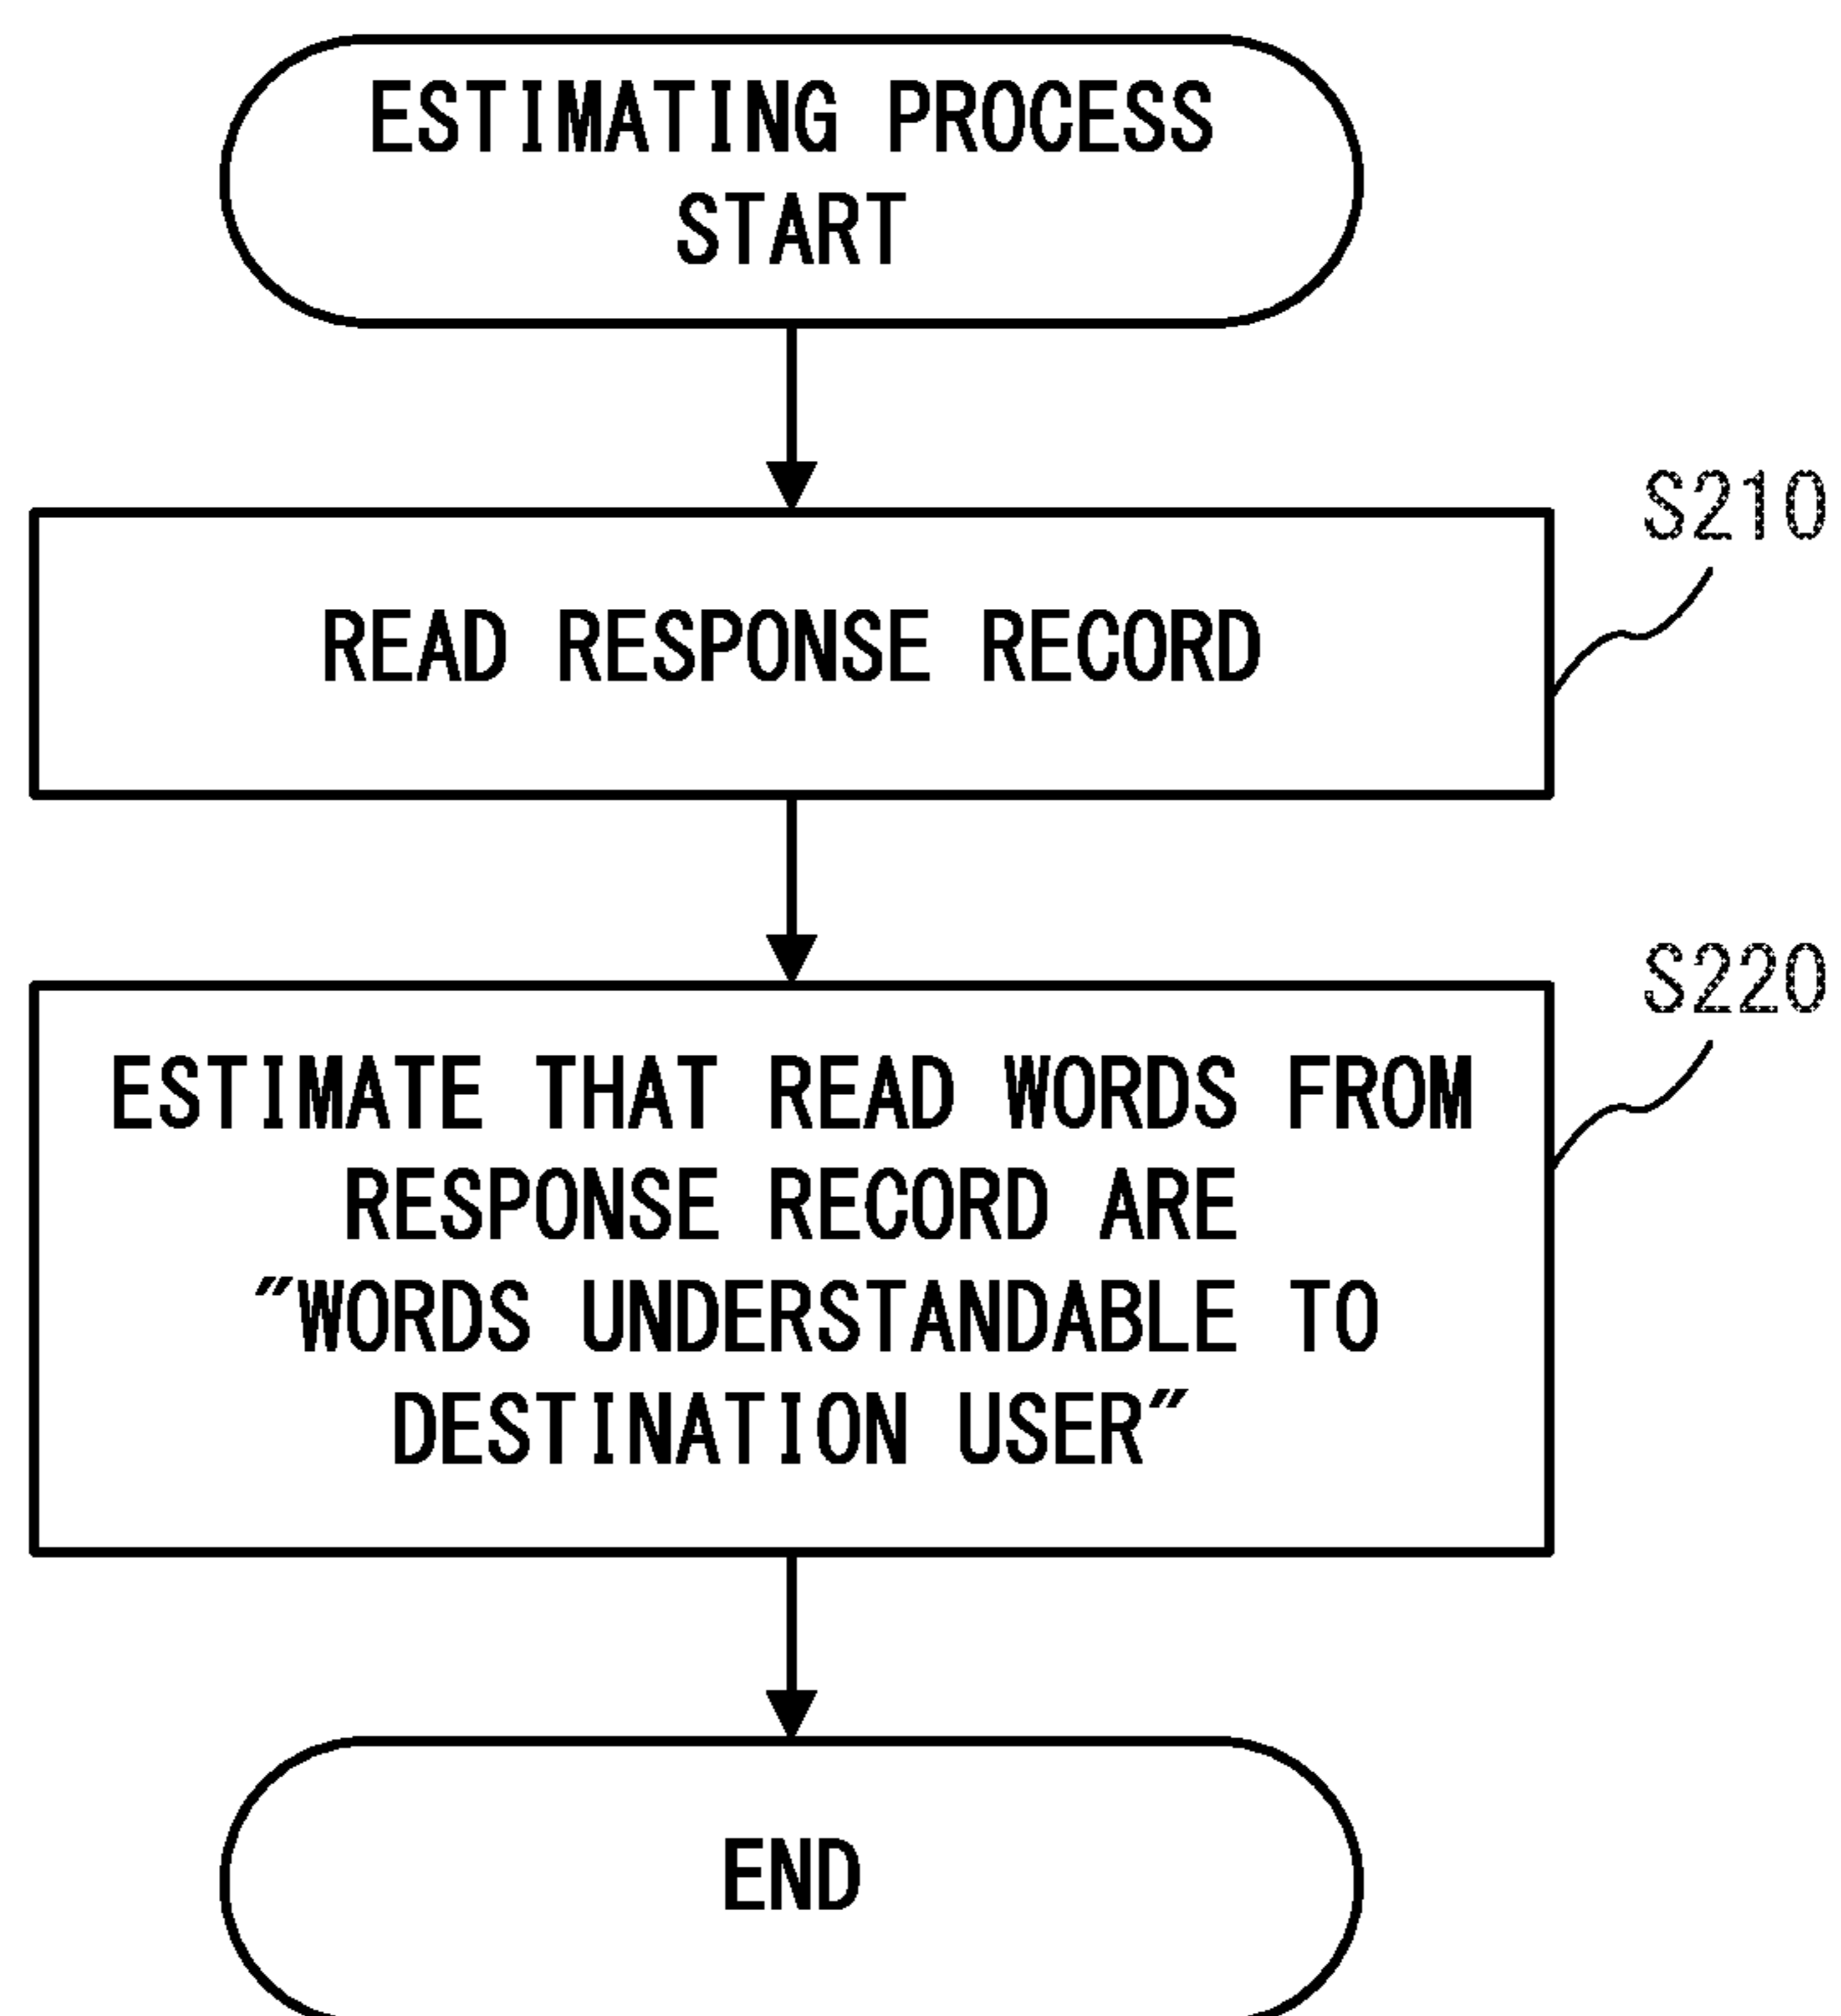 ESTIMATING PROCESS
START
S210
READ RESPONSE RECORD
S220
ESTIMATE THAT READ WORDS FROM
RESPONSE RECORD ARE
"WORDS UNDERSTANDABLE TO
DESTINATION USER"
END